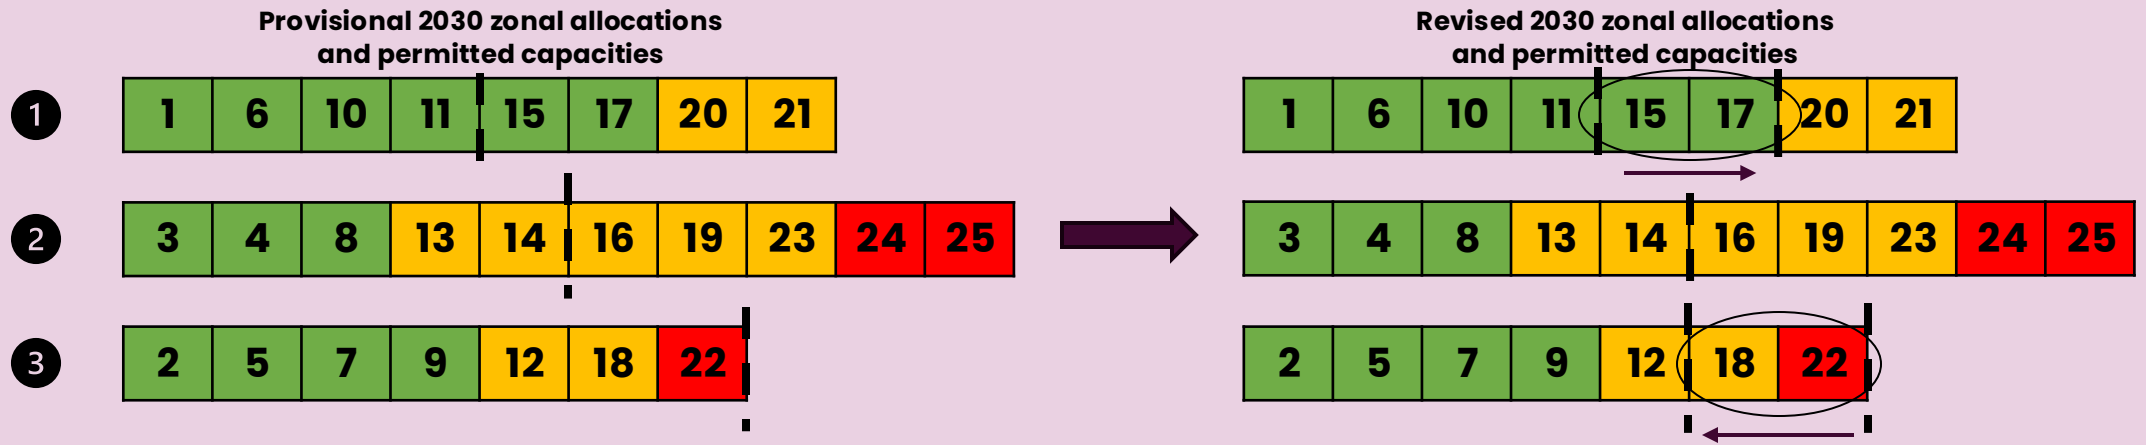 Provisional 2030 zonal allocations
and permitted capacities
Revised 2030 zonal allocations
and permitted capacities
1
1 6 10 11 15 17 20 21
1 6 10 11 15 17 20 21
2
3 4 8 13 14 16 19 23 24 25
3 4 8 13 14 16 19 23 24 25
3
2 5 7 9 12 18 22
2 5 7 9 12 18 22